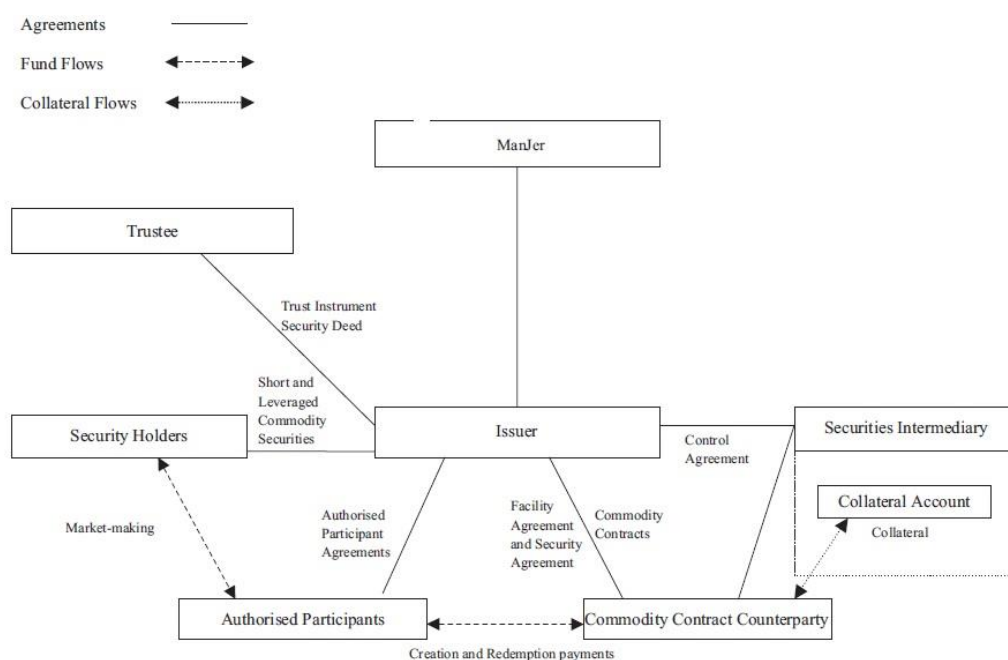 Agreements
Fund Flows
Collateral Flows
ManJer
Trustee
Trust Instrument
Security Deed
Short and
Leveraged
Commodity
Securities
Security Holders
Issuer
Securities Intermediary
Control
Agreement
Collateral Account
Collateral
Market-making
Authorised
Participant
Agreements
Facility
Agreement
and Security
Agreement
Commodity
Contracts
Authorised Participants
Commodity Contract Counterparty
Creation and Redemption payments